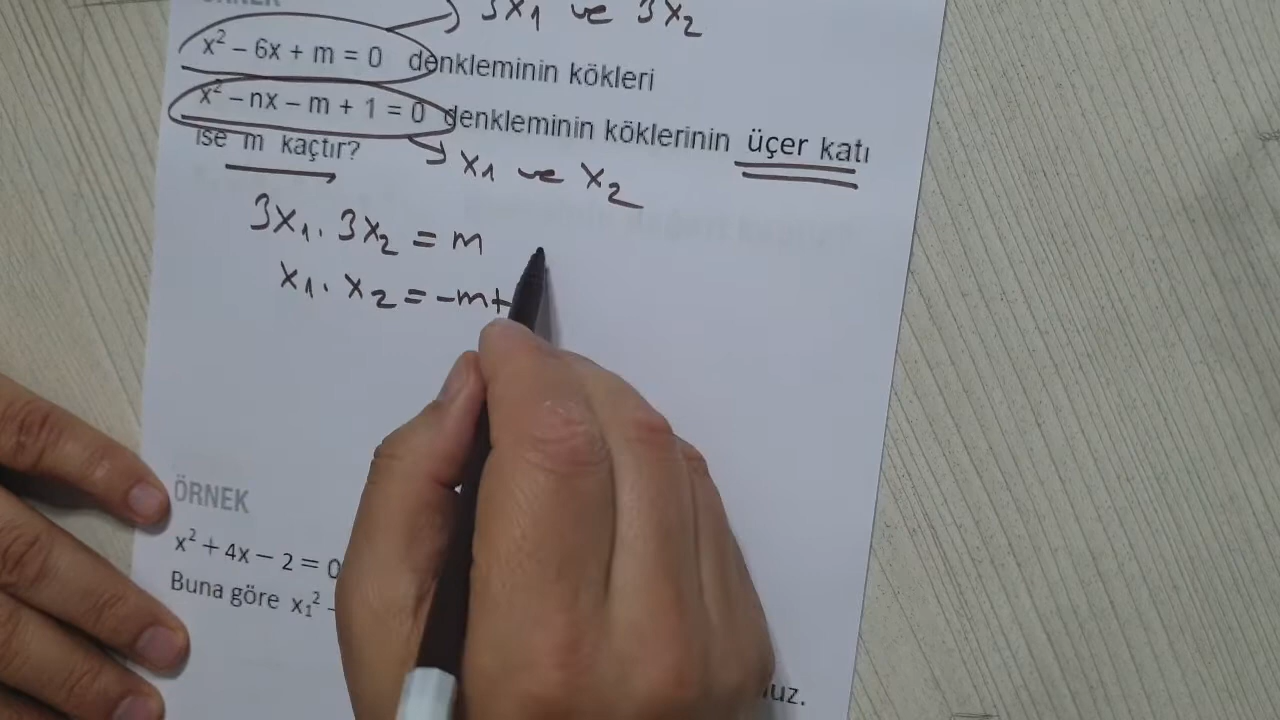 ÖRNEK
3x₁ ve 3x₂
x² – 6x + m = 0 denkleminin kökleri
x² – nx – m + 1 = 0 denkleminin köklerinin üçer katı
ise m kaçtır?
x₁ ve x₂
3x₁ . 3x₂ = m
x₁ . x₂ = -m+
ÖRNEK
x² + 4x – 2 = 0
Buna göre x₁² –